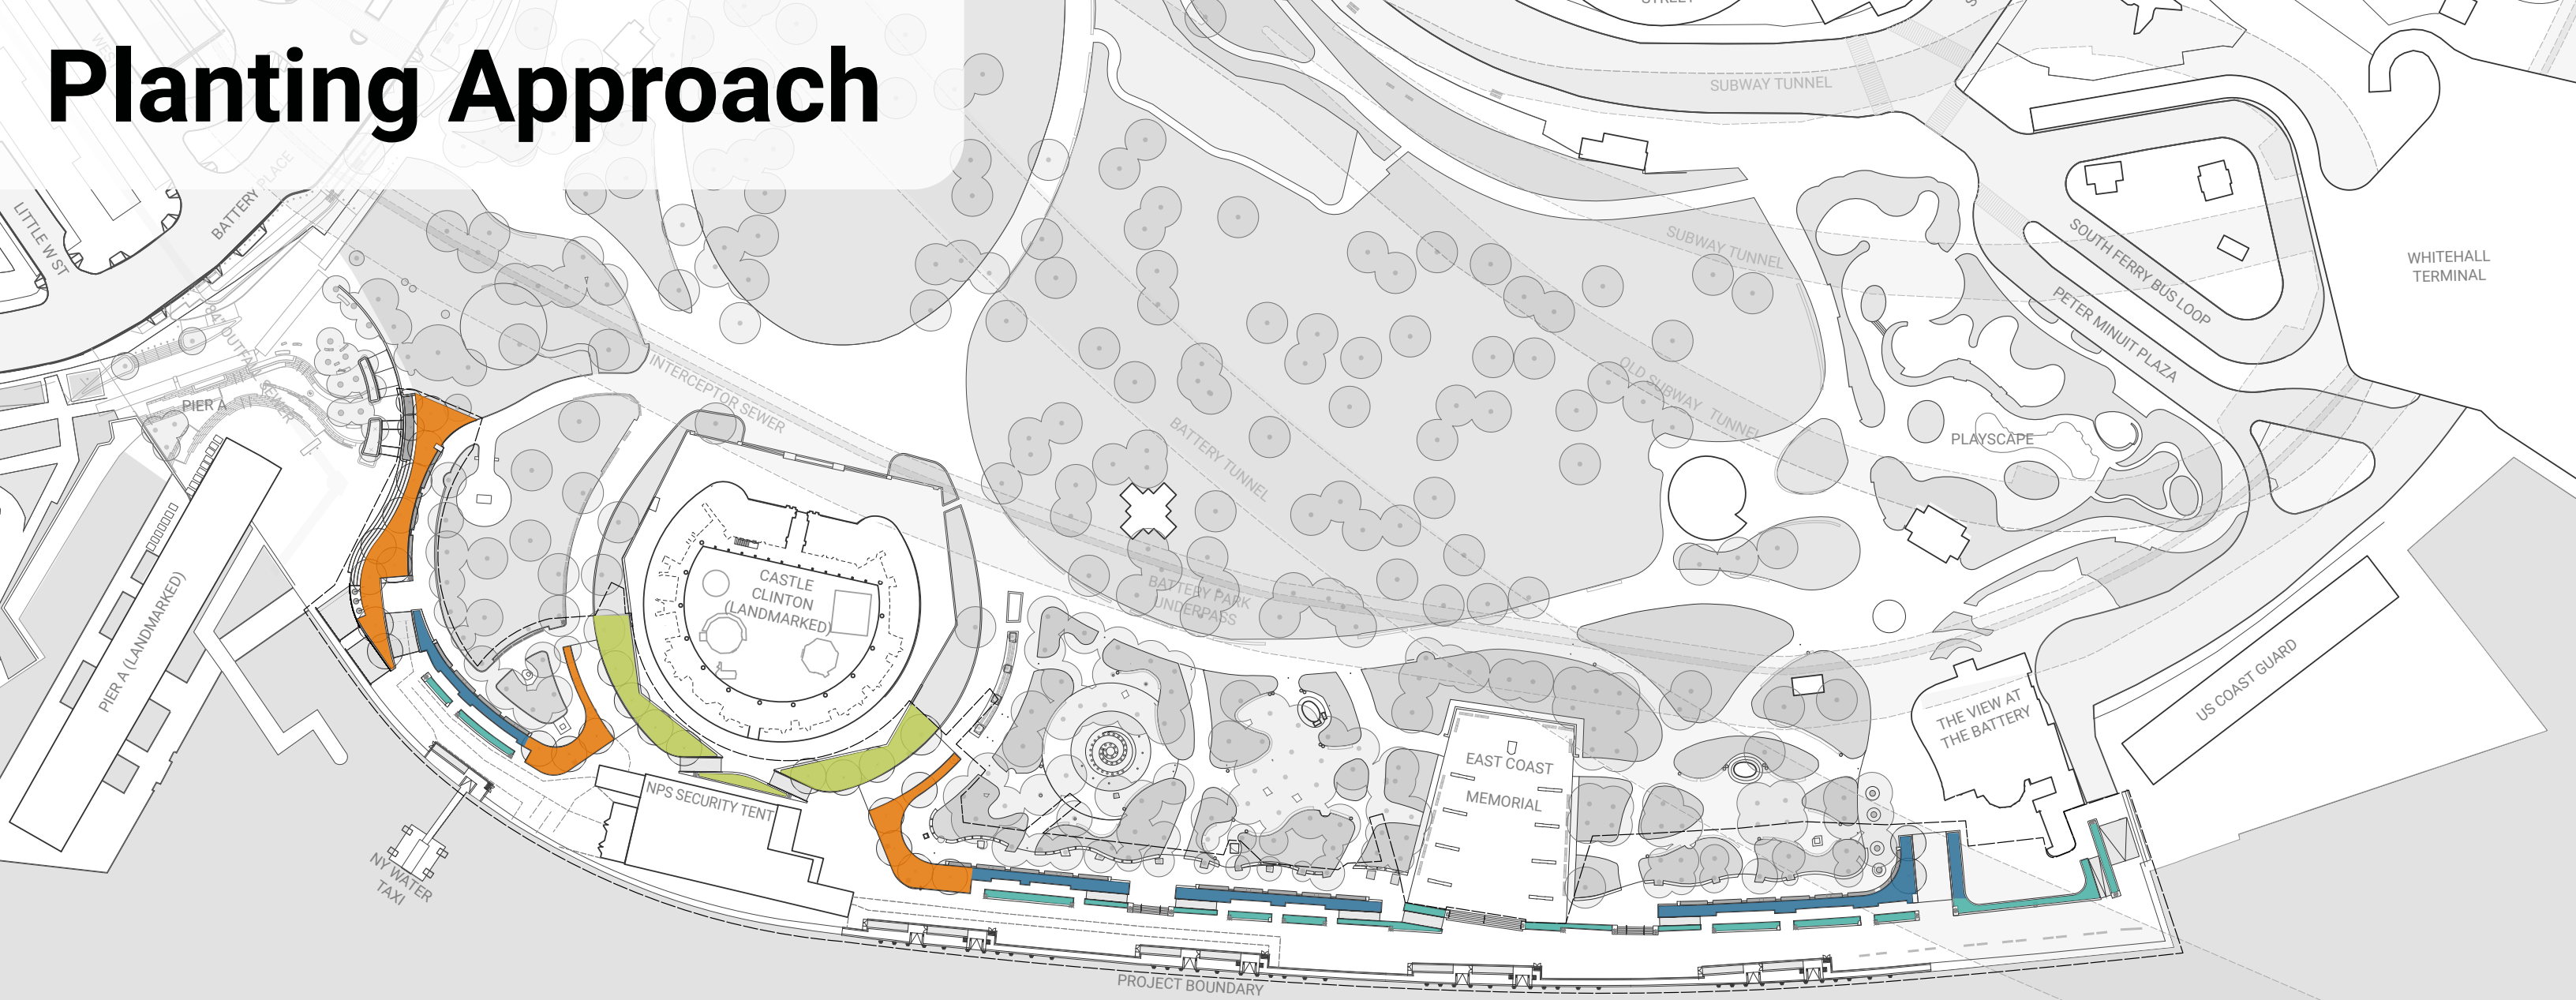 Planting Approach
STREET
SUBWAY TUNNEL
BATTERY PLACE
LITTLE W ST
SUBWAY TUNNEL
SOUTH FERRY BUS LOOP
PETER MINUIT PLAZA
WHITEHALL
TERMINAL
PIER A
SEWER
INTERCEPTOR SEWER
BATTERY TUNNEL
OLD SUBWAY TUNNEL
PLAYSCAPE
PIER A (LANDMARKED)
CASTLE
CLINTON
(LANDMARKED)
BATTERY PARK
UNDERPASS
US COAST GUARD
THE VIEW AT
THE BATTERY
EAST COAST
MEMORIAL
NPS SECURITY TENT
NY WATER
TAXI
PROJECT BOUNDARY